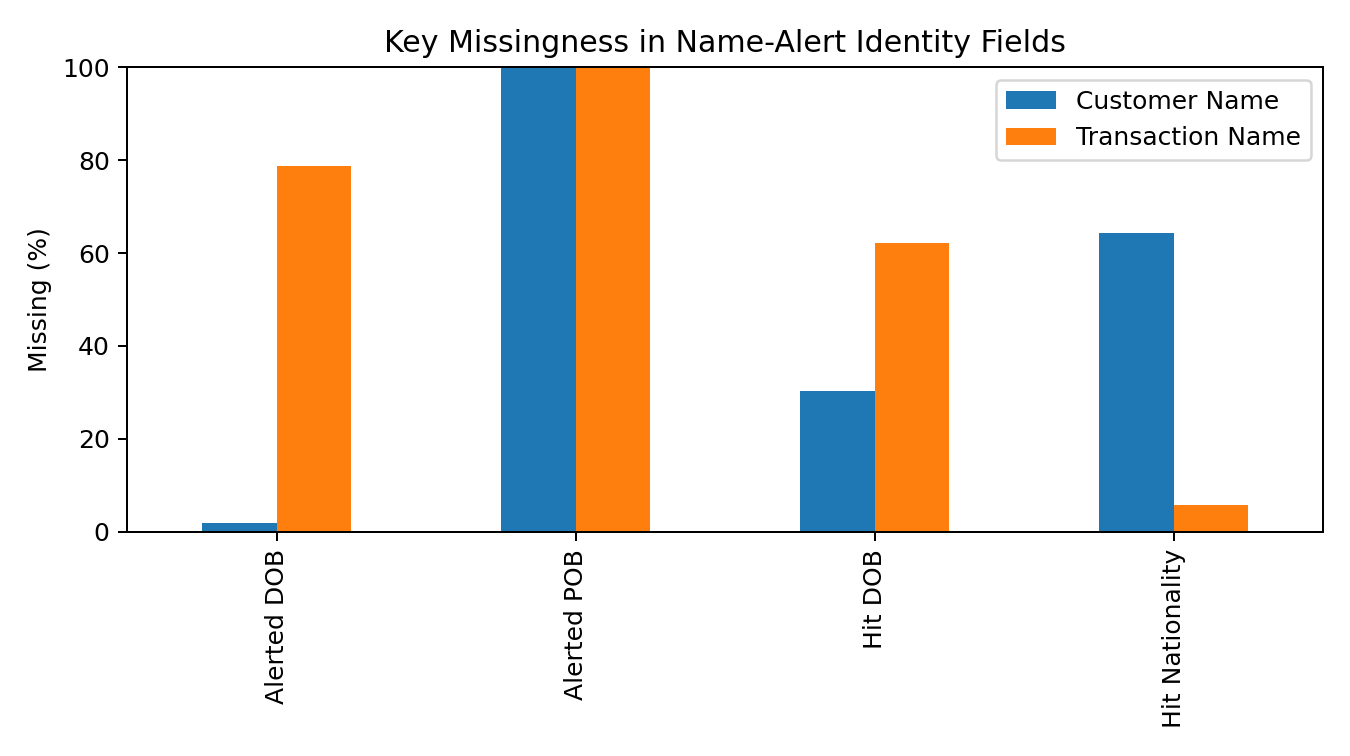 Key Missingness in Name-Alert Identity Fields
Customer Name
Transaction Name
Missing (%)
100
80
60
40
20
0
Alerted DOB
Alerted POB
Hit DOB
Hit Nationality